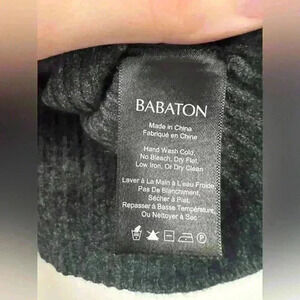 BABATON
Made in China
Fabriqué en Chine
Hand Wash Cold,
No Bleach, Dry Flat,
Low Iron, Or Dry Clean
Laver à La Main à L'eau Froide
Pas De Blanchiment,
Sécher à Plat,
Repasser à Basse Température,
Ou Nettoyer à Sec
P